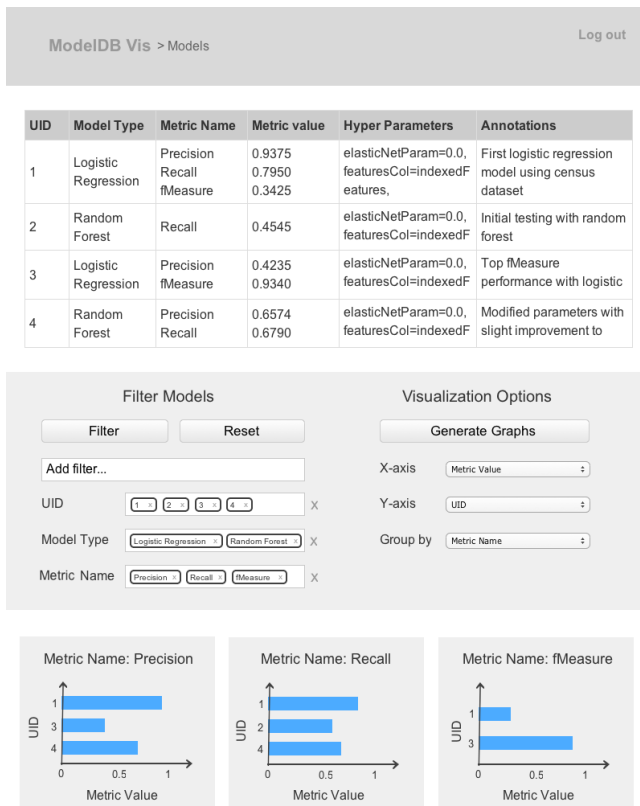 ModelDB Vis > Models
Log out
UID Model Type Metric Name Metric value Hyper Parameters Annotations
1
Logistic
Regression
Precision
Recall
fMeasure
0.9375
0.7950
0.3425
elasticNetParam=0.0,
featuresCol=indexedF
eatures,
First logistic regression
model using census
dataset
2
Random
Forest
Recall
0.4545
elasticNetParam=0.0,
featuresCol=indexedF
Initial testing with random
forest
3
Logistic
Regression
Precision
fMeasure
0.4235
0.9340
elasticNetParam=0.0,
featuresCol=indexedF
Top fMeasure
performance with logistic
4
Random
Forest
Precision
Recall
0.6574
0.6790
elasticNetParam=0.0,
featuresCol=indexedF
Modified parameters with
slight improvement to
Filter Models
Filter Reset
Add filter...
UID 1 x 2 x 3 x 4 x X
Model Type Logistic Regression x Random Forest x X
Metric Name Precision x Recall x fMeasure x X
Visualization Options
Generate Graphs
X-axis Metric Value
Y-axis UID
Group by Metric Name
Metric Name: Precision
UID
1
3
4
0 0.5 1
Metric Value
Metric Name: Recall
UID
1
2
4
0 0.5 1
Metric Value
Metric Name: fMeasure
UID
1
3
0 0.5 1
Metric Value